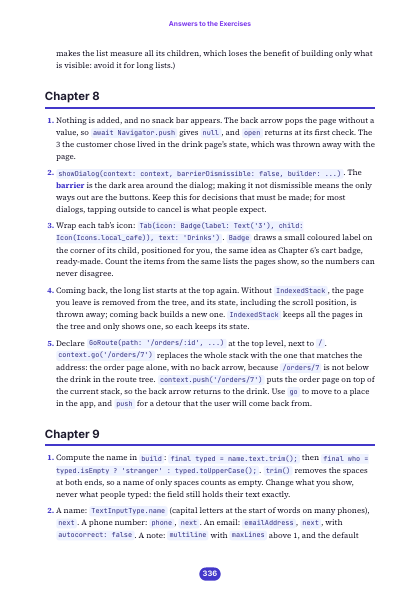 Answers to the Exercises
makes the list measure all its children, which loses the benefit of building only what
is visible: avoid it for long lists.)
Chapter 8
1. Nothing is added, and no snack bar appears. The back arrow pops the page without a
value, so await Navigator.push gives null, and open returns at its first check. The
3 the customer chose lived in the drink page's state, which was thrown away with the
page.
2. showDialog(context: context, barrierDismissible: false, builder: ...). The
barrier is the dark area around the dialog; making it not dismissible means the only
ways out are the buttons. Keep this for decisions that must be made; for most
dialogs, tapping outside to cancel is what people expect.
3. Wrap each tab's icon: Tab(icon: Badge(label: Text('3'), child:
Icon(Icons.local_cafe)), text: 'Drinks'). Badge draws a small coloured label on
the corner of its child, positioned for you, the same idea as Chapter 6's cart badge,
ready-made. Count the items from the same lists the pages show, so the numbers can
never disagree.
4. Coming back, the long list starts at the top again. Without IndexedStack, the page
you leave is removed from the tree, and its state, including the scroll position, is
thrown away; coming back builds a new one. IndexedStack keeps all the pages in
the tree and only shows one, so each keeps its state.
5. Declare GoRoute(path: '/orders/:id', ...) at the top level, next to /.
context.go('/orders/7') replaces the whole stack with the one that matches the
address: the order page alone, with no back arrow, because /orders/7 is not below
the drink in the route tree. context.push('/orders/7') puts the order page on top of
the current stack, so the back arrow returns to the drink. Use go to move to a place
in the app, and push for a detour that the user will come back from.
Chapter 9
1. Compute the name in build: final typed = name.text.trim(); then final who =
typed.isEmpty ? 'stranger' : typed.toUpperCase();. trim() removes the spaces
at both ends, so a name of only spaces counts as empty. Change what you show,
never what people typed: the field still holds their text exactly.
2. A name: TextInputType.name (capital letters at the start of words on many phones),
next. A phone number: phone, next. An email: emailAddress, next, with
autocorrect: false. A note: multiline with maxLines above 1, and the default
336